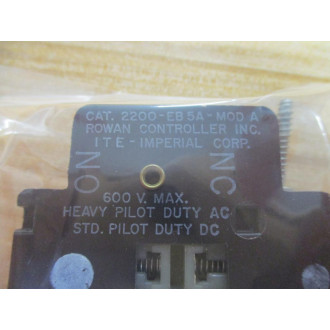 CAT. 2200-EB5A-MOD A
ROWAN CONTROLLER INC.
ITE-IMPERIAL CORP.
NO
NC
600 V. MAX.
HEAVY PILOT DUTY AC
STD. PILOT DUTY DC